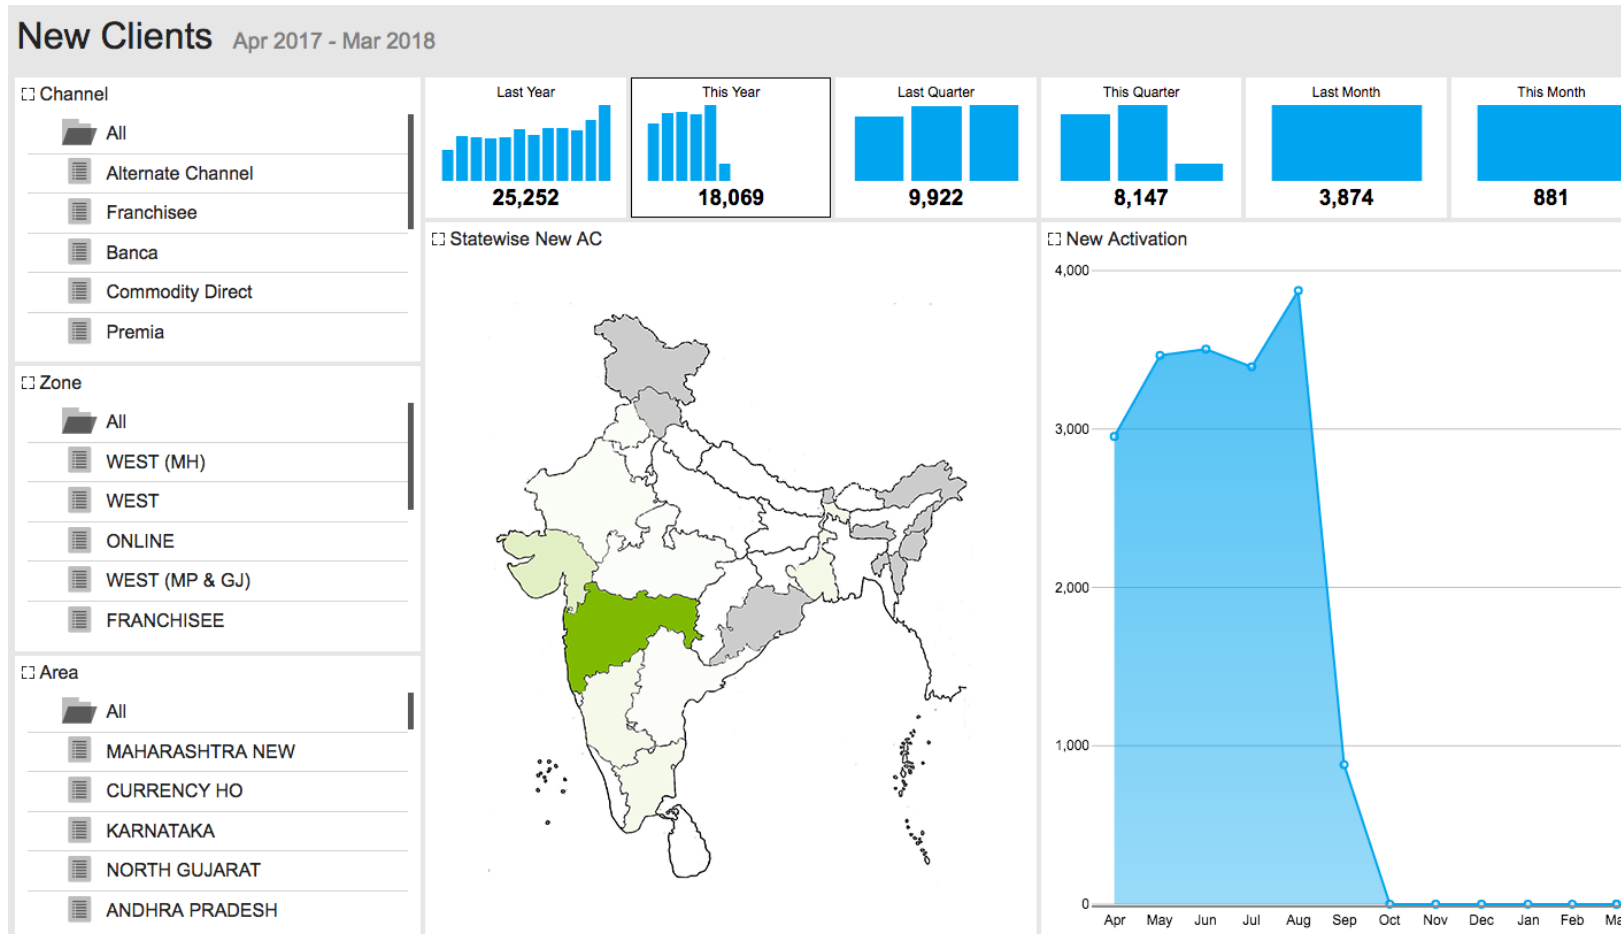 New Clients Apr 2017 - Mar 2018
Channel
All
Alternate Channel
Franchisee
Banca
Commodity Direct
Premia
Zone
All
WEST (MH)
WEST
ONLINE
WEST (MP & GJ)
FRANCHISEE
Area
All
MAHARASHTRA NEW
CURRENCY HO
KARNATAKA
NORTH GUJARAT
ANDHRA PRADESH
Last Year
25,252
This Year
18,069
Last Quarter
9,922
This Quarter
8,147
Last Month
3,874
This Month
881
Statewise New AC
New Activation
4,000
3,000
2,000
1,000
0
Apr May Jun Jul Aug Sep Oct Nov Dec Jan Feb Ma